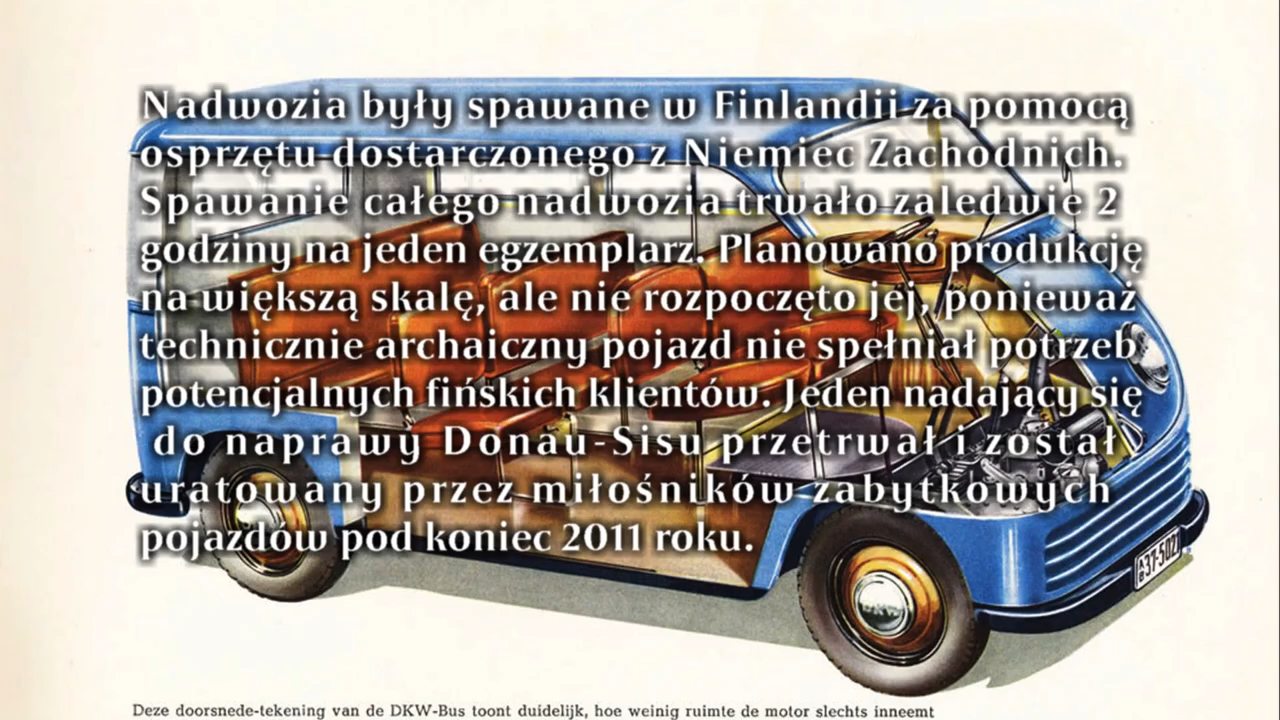 Nadwozia były spawane w Finlandii za pomocą
osprzętu dostarczonego z Niemiec Zachodnich.
Spawanie całego nadwozia trwało zaledwie 2
godziny na jeden egzemplarz. Planowano produkcję
na większą skalę, ale nie rozpoczęto jej, ponieważ
technicznie archaiczny pojazd nie spełniał potrzeb
potencjalnych fińskich klientów. Jeden nadający się
do naprawy Donau-Sisu przetrwał i został
uratowany przez miłośników zabytkowych
pojazdów pod koniec 2011 roku.
37-5021
Deze doorsnede-tekening van de DKW-Bus toont duidelijk, hoe weinig ruimte de motor slechts inneemt